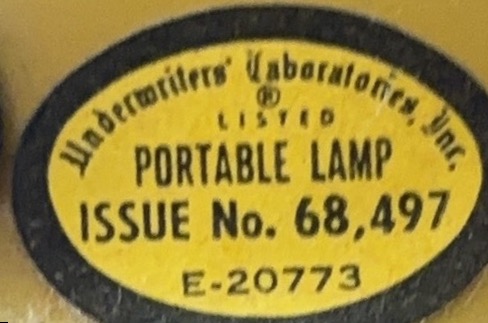 Underwriters' Laboratories, Inc.
®
LISTED
PORTABLE LAMP
ISSUE No. 68,497
E-20773